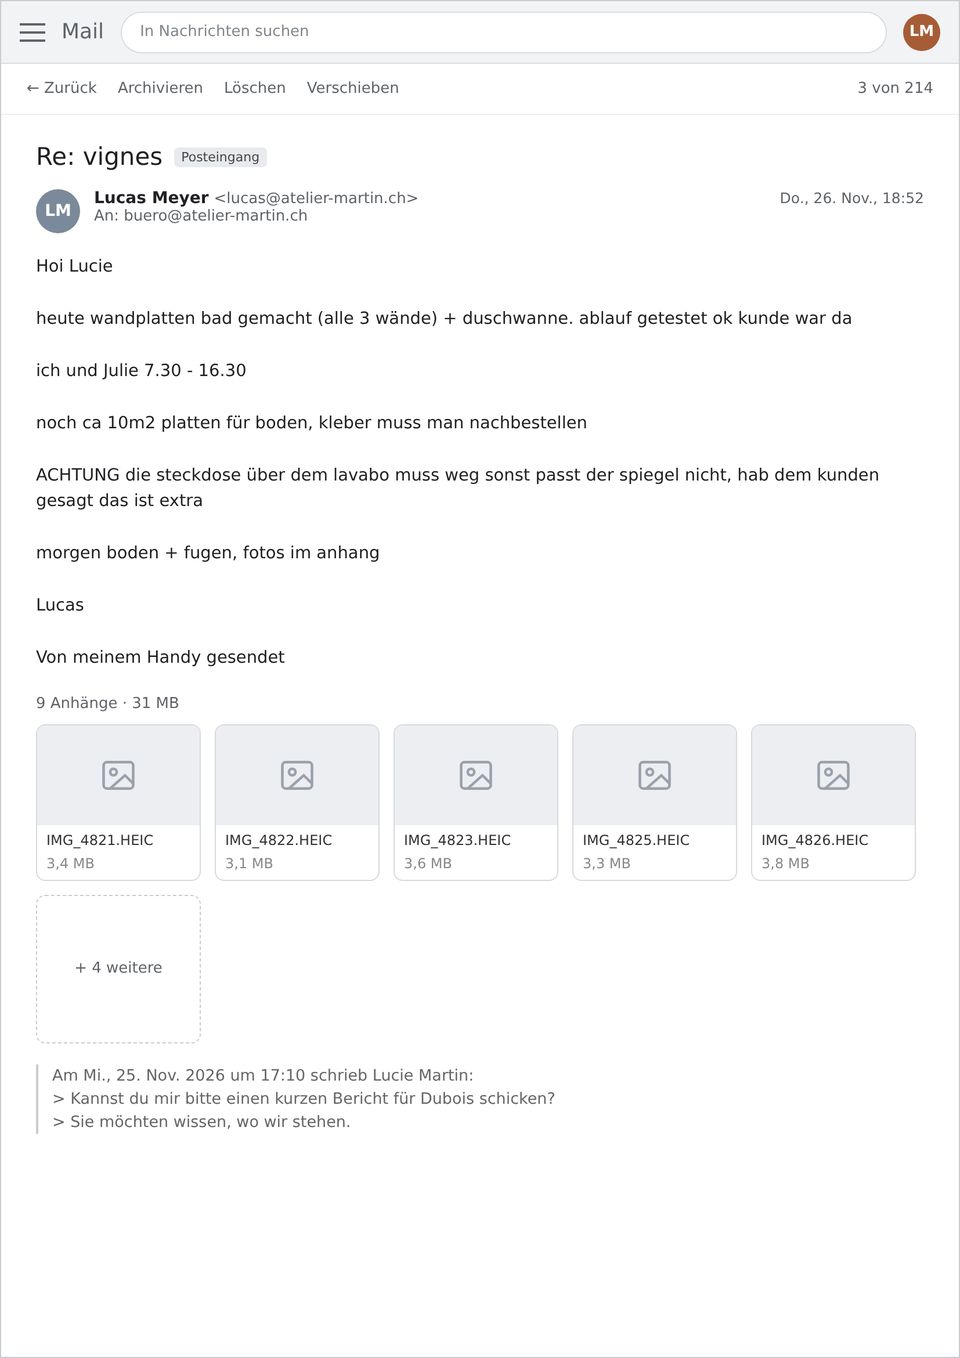 Mail
In Nachrichten suchen
LM
← Zurück Archivieren Löschen Verschieben 3 von 214
Re: vignes Posteingang
LM
Lucas Meyer <lucas@atelier-martin.ch> Do., 26. Nov., 18:52
An: buero@atelier-martin.ch
Hoi Lucie
heute wandplatten bad gemacht (alle 3 wände) + duschwanne. ablauf getestet ok kunde war da
ich und Julie 7.30 - 16.30
noch ca 10m2 platten für boden, kleber muss man nachbestellen
ACHTUNG die steckdose über dem lavabo muss weg sonst passt der spiegel nicht, hab dem kunden
gesagt das ist extra
morgen boden + fugen, fotos im anhang
Lucas
Von meinem Handy gesendet
9 Anhänge · 31 MB
IMG_4821.HEIC IMG_4822.HEIC IMG_4823.HEIC IMG_4825.HEIC IMG_4826.HEIC
3,4 MB 3,1 MB 3,6 MB 3,3 MB 3,8 MB
+ 4 weitere
Am Mi., 25. Nov. 2026 um 17:10 schrieb Lucie Martin:
> Kannst du mir bitte einen kurzen Bericht für Dubois schicken?
> Sie möchten wissen, wo wir stehen.